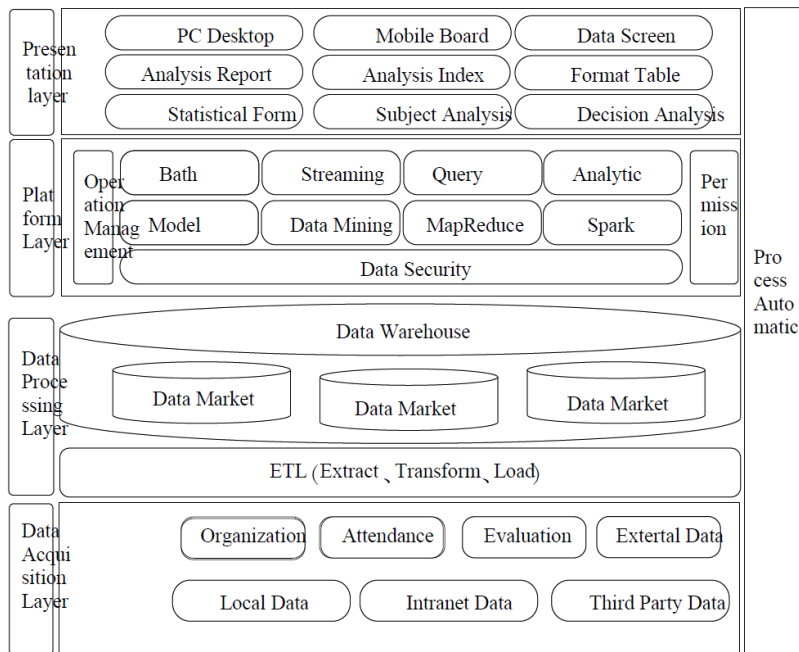 Presen
tation
layer
PC Desktop
Mobile Board
Data Screen
Analysis Report
Analysis Index
Format Table
Statistical Form
Subject Analysis
Decision Analysis
Plat
form
Layer
Oper
ation
Manag
ement
Bath
Streaming
Query
Analytic
Model
Data Mining
MapReduce
Spark
Data Security
Per
miss
ion
Pro
cess
Auto
matic
Data
Proce
ssing
Layer
Data Warehouse
Data Market
Data Market
Data Market
ETL (Extract、Transform、Load)
Data
Acqui
sition
Layer
Organization
Attendance
Evaluation
Extertal Data
Local Data
Intranet Data
Third Party Data